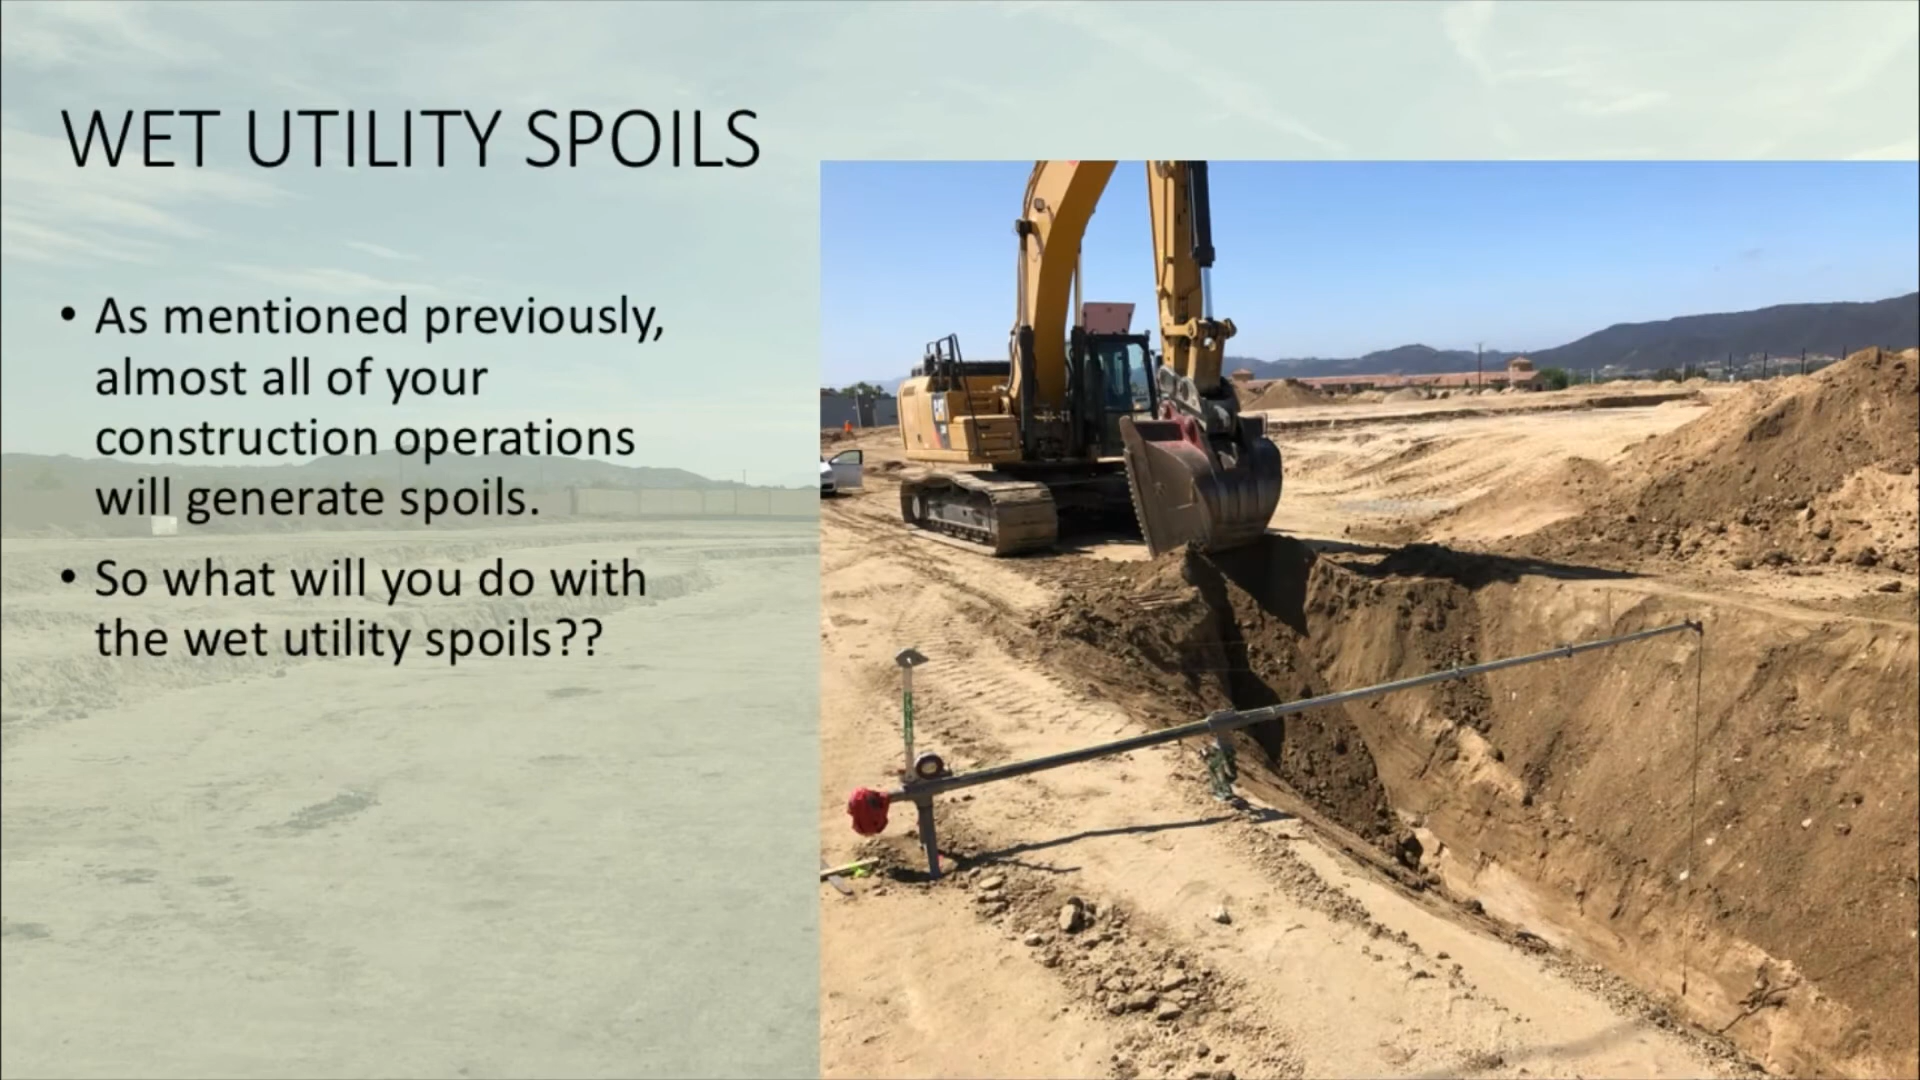 WET UTILITY SPOILS
• As mentioned previously,
almost all of your
construction operations
will generate spoils.
• So what will you do with
the wet utility spoils??
CAT